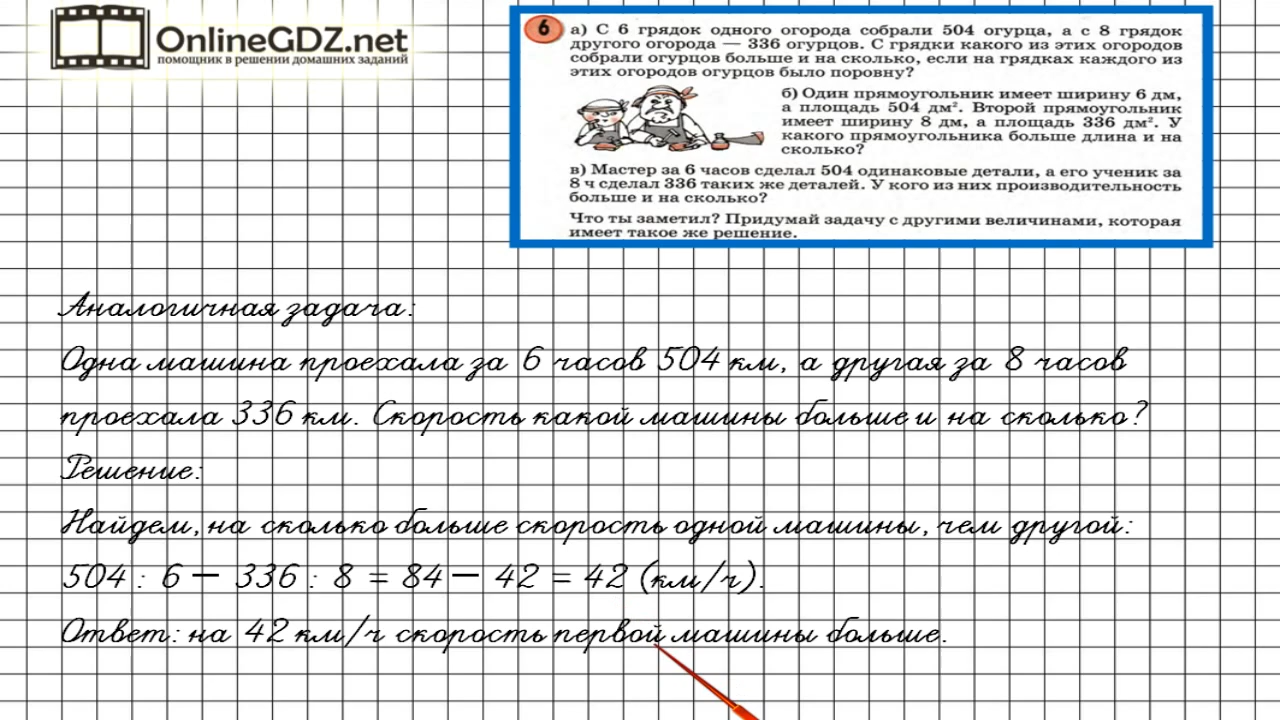 OnlineGDZ.net
помощник в решении домашних заданий
6
а) С 6 грядок одного огорода собрали 504 огурца, а с 8 грядок
другого огорода — 336 огурцов. С грядки какого из этих огородов
собрали огурцов больше и на сколько, если на грядках каждого из
этих огородов огурцов было поровну?
б) Один прямоугольник имеет ширину 6 дм,
а площадь 504 дм². Второй прямоугольник
имеет ширину 8 дм, а площадь 336 дм². У
какого прямоугольника больше длина и на
сколько?
в) Мастер за 6 часов сделал 504 одинаковые детали, а его ученик за
8 ч сделал 336 таких же деталей. У кого из них производительность
больше и на сколько?
Что ты заметил? Придумай задачу с другими величинами, которая
имеет такое же решение.
Аналогичная задача:
Одна машина проехала за 6 часов 504 км, а другая за 8 часов
проехала 336 км. Скорость какой машины больше и на сколько?
Решение:
Найдем, на сколько больше скорость одной машины, чем другой:
504 : 6 − 336 : 8 = 84 − 42 = 42 (км/ч).
Ответ: на 42 км/ч скорость первой машины больше.